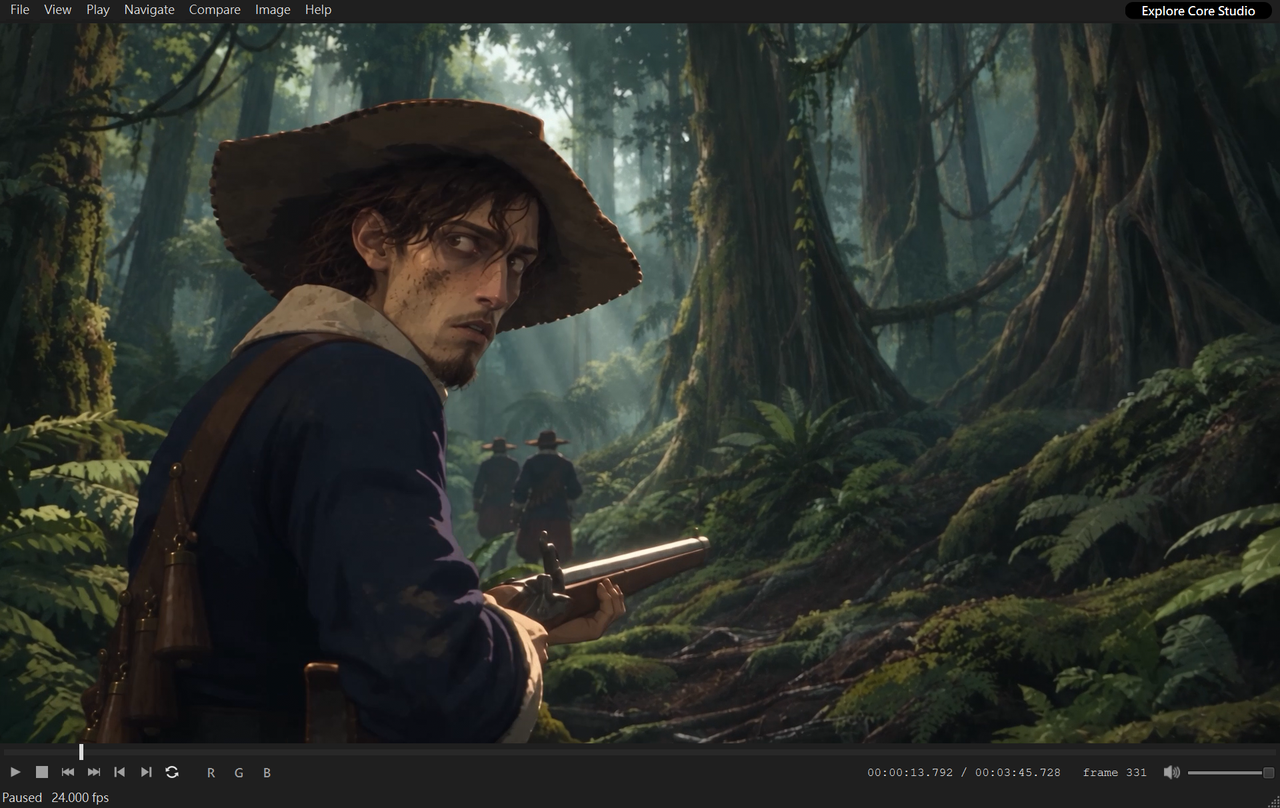 File View Play Navigate Compare Image Help Explore Core Studio
R G B 00:00:13.792 / 00:03:45.728 frame 331
Paused 24.000 fps